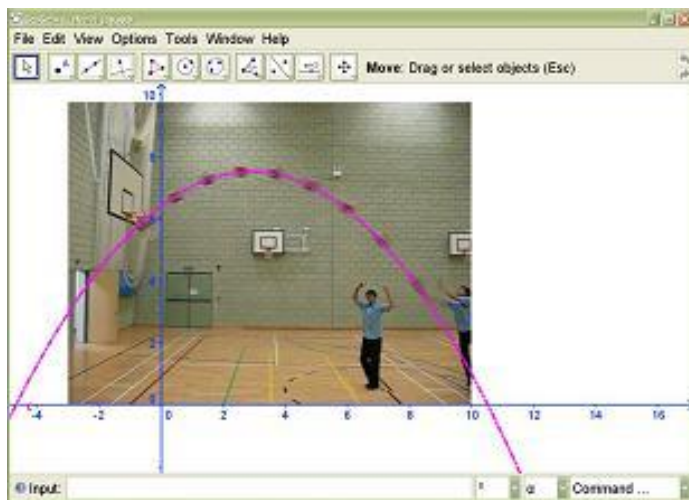 File Edit View Options Tools Window Help
Move: Drag or select objects (Esc)
10
8
6
4
2
0
-4 -2 0 2 4 6 8 10 12 14 16
Input:
α
Command ...